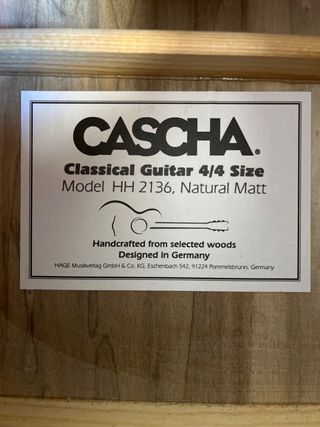 CASCHA®
Classical Guitar 4/4 Size
Model HH 2136, Natural Matt
Handcrafted from selected woods
Designed in Germany
HAGE Musikverlag GmbH & Co. KG, Eschenbach 542, 91224 Pommelsbrunn, Germany